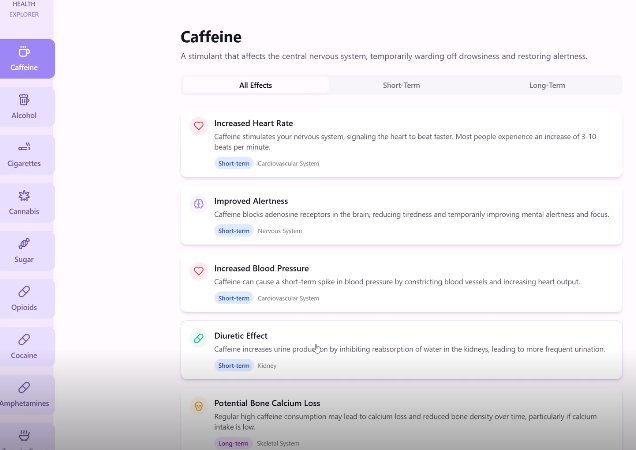 HEALTH
EXPLORER
Caffeine
Alcohol
Cigarettes
Cannabis
Sugar
Opioids
Cocaine
Amphetamines
Caffeine
A stimulant that affects the central nervous system, temporarily warding off drowsiness and restoring alertness.
All Effects
Short-Term
Long-Term
Increased Heart Rate
Caffeine stimulates your nervous system, signaling the heart to beat faster. Most people experience an increase of 3-10
beats per minute.
Short-term Cardiovascular System
Improved Alertness
Caffeine blocks adenosine receptors in the brain, reducing tiredness and temporarily improving mental alertness and focus.
Short-term Nervous System
Increased Blood Pressure
Caffeine can cause a short-term spike in blood pressure by constricting blood vessels and increasing heart output.
Short-term Cardiovascular System
Diuretic Effect
Caffeine increases urine production by inhibiting reabsorption of water in the kidneys, leading to more frequent urination.
Short-term Kidney
Potential Bone Calcium Loss
Regular high caffeine consumption may lead to calcium loss and reduced bone density over time, particularly if calcium
intake is low.
Long-term Skeletal System